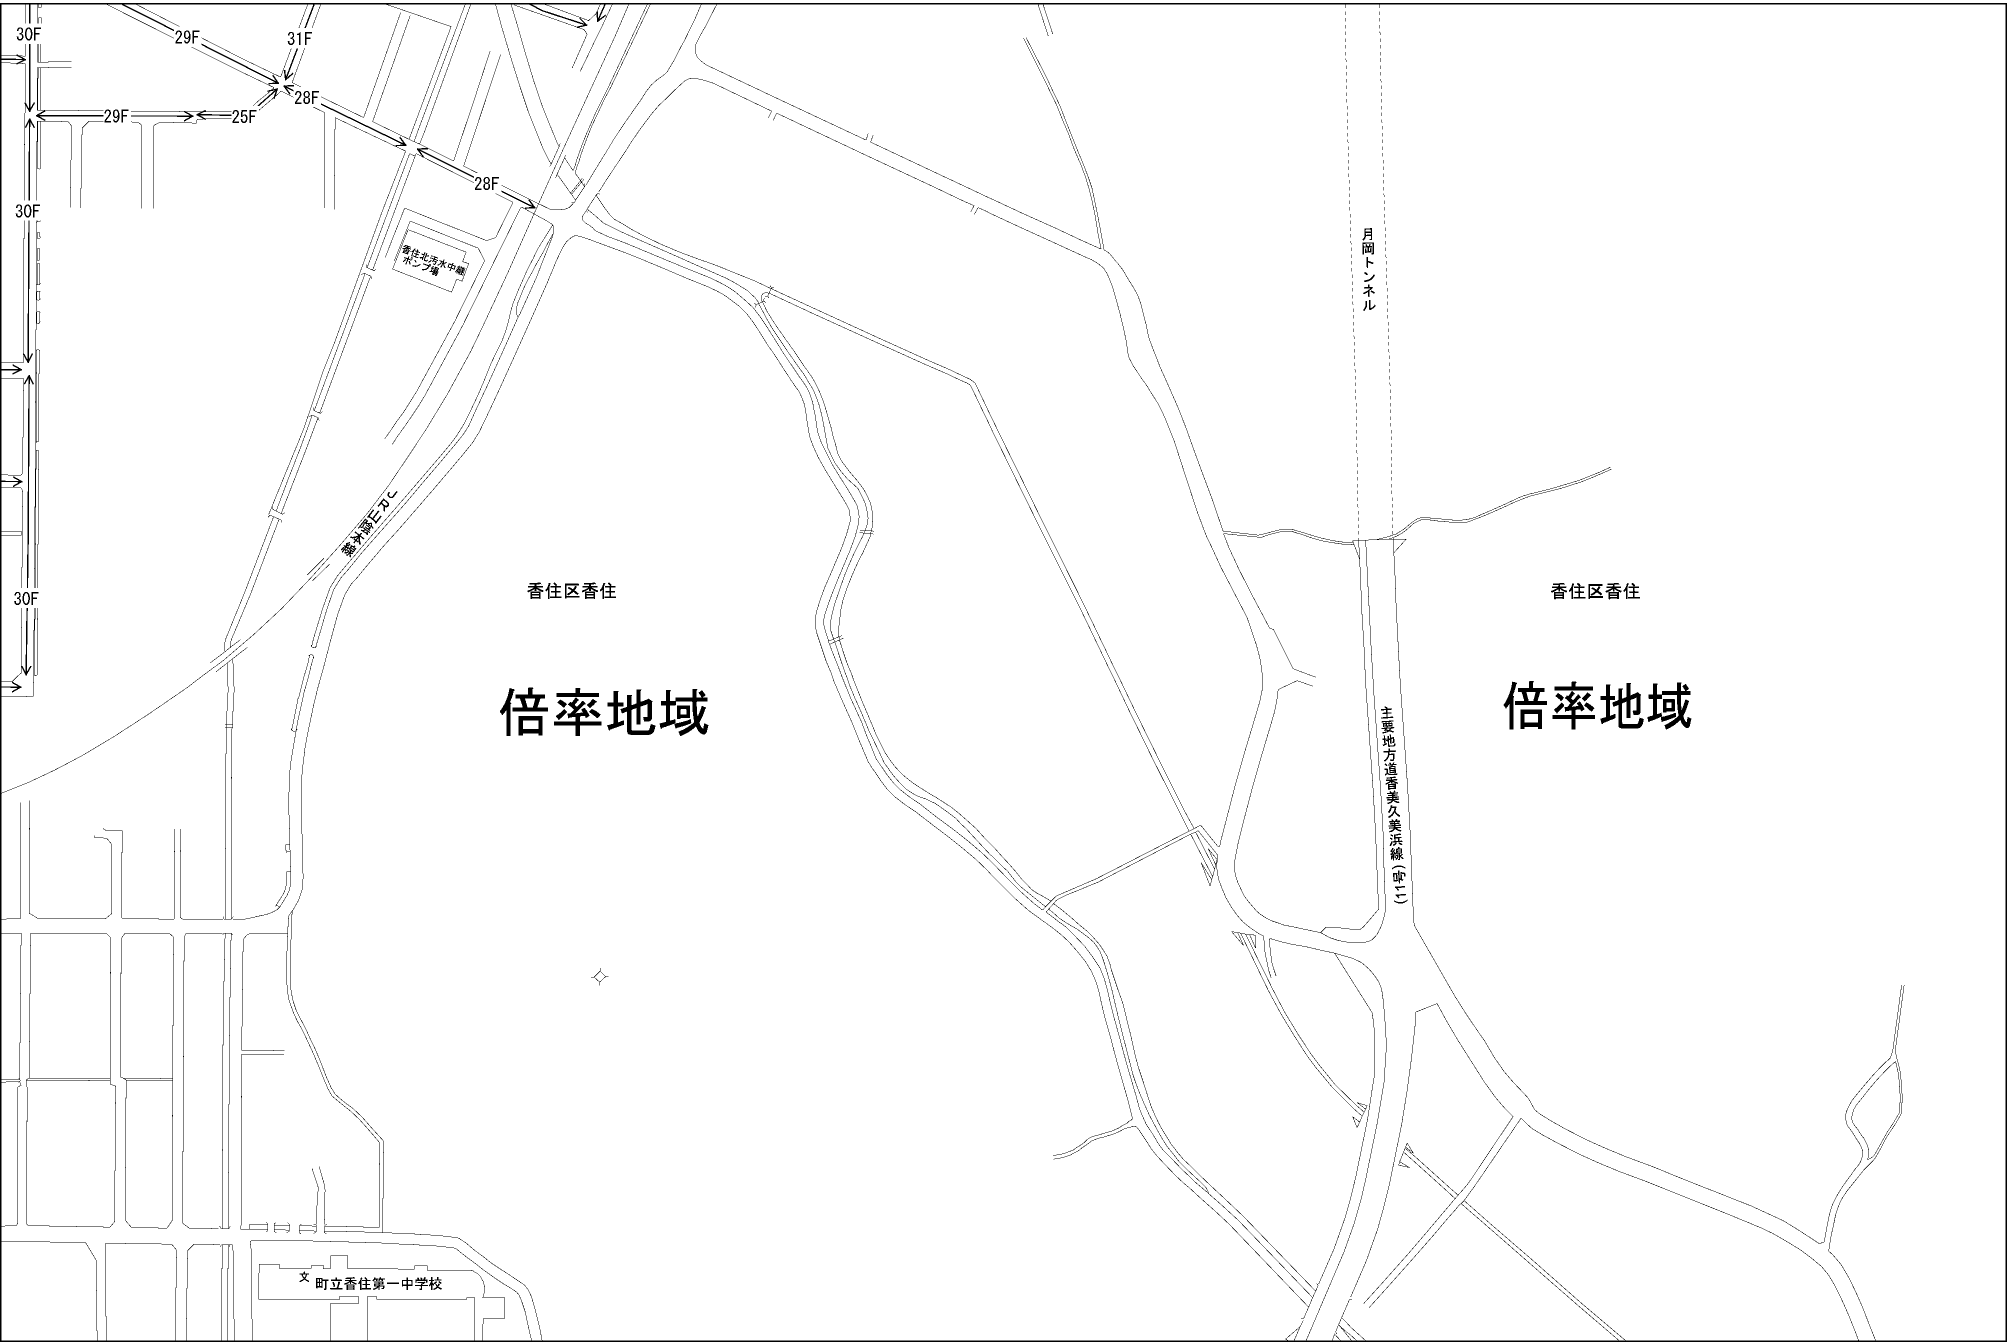 30F
29F
31F
28F
29F
25F
28F
30F
香住北汚水中継
ポンプ場
月岡トンネル
JR山陰本線
香住区香住
香住区香住
30F
倍率地域
倍率地域
主要地方道香美久美浜線(11号)
文 町立香住第一中学校